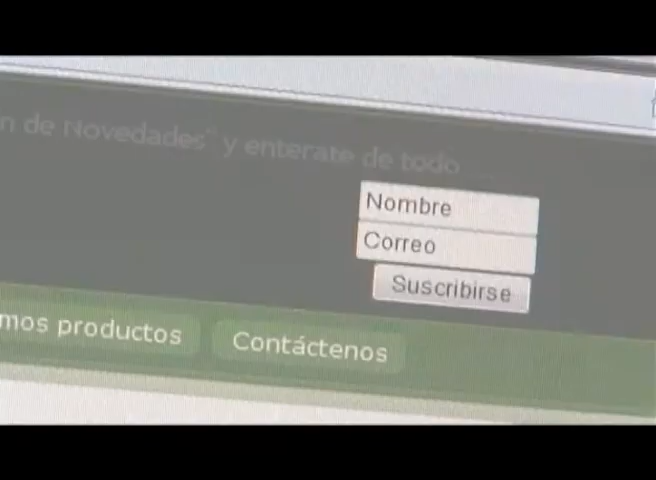 n de Novedades" y enterate de todo
Nombre
Correo
Suscribirse
mos productos
Contáctenos